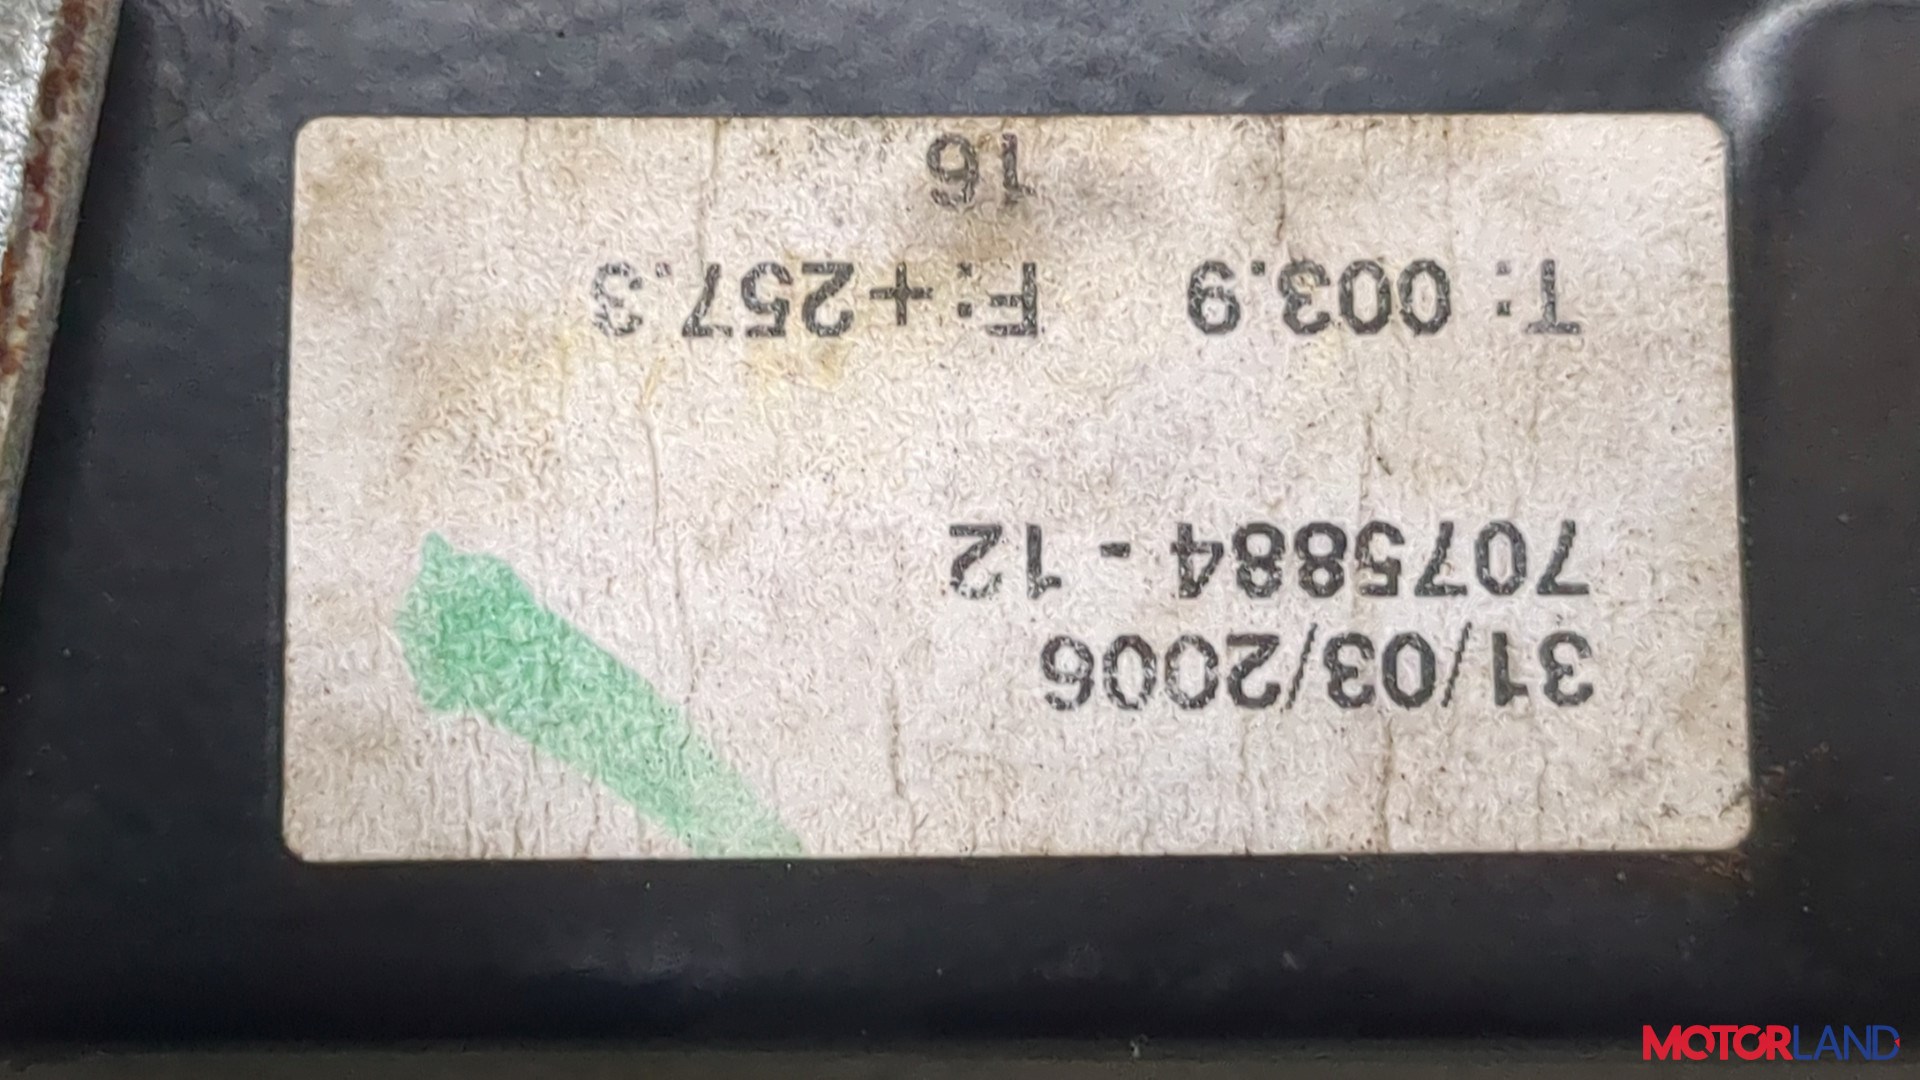 31/03/2006
7075884 - 12
T: 003.9 F: +257.3
16
MOTORLAND